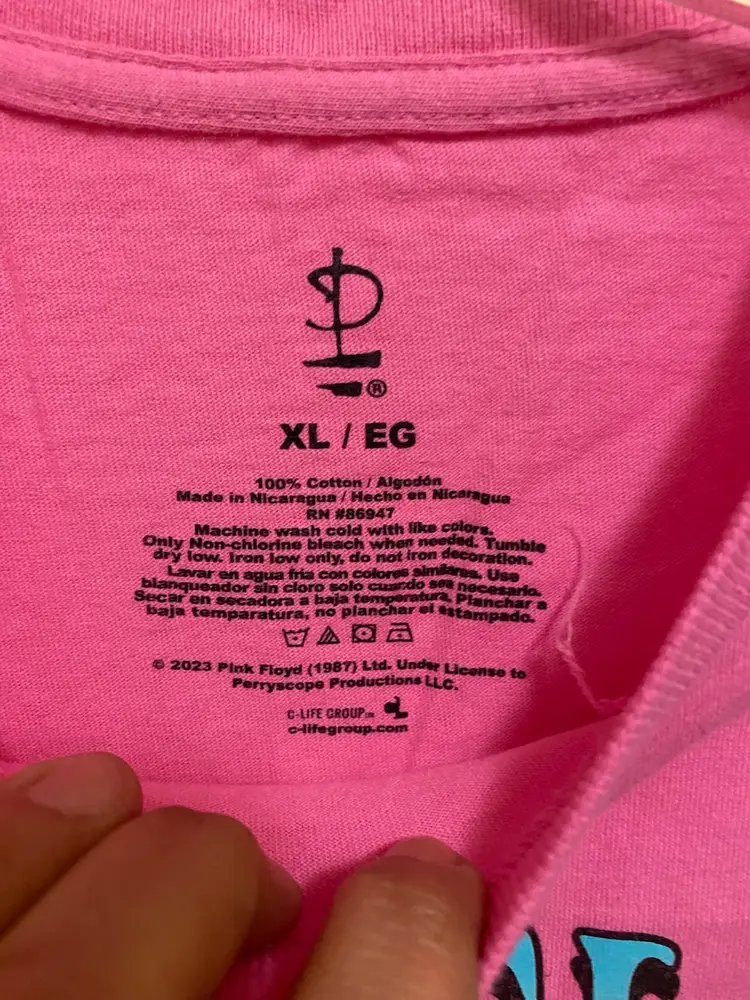 ®
XL / EG
100% Cotton / Algodón
Made in Nicaragua / Hecho en Nicaragua
RN #86947
Machine wash cold with like colors.
Only Non-chlorine bleach when needed. Tumble
dry low. Iron low only, do not iron decoration.
Lavar en agua fria con colores similares. Use
blanqueador sin cloro solo cuando sea necesario.
Secar en secadora a baja temperatura, Planchar a
baja temparatura, no planchar el estampado.
© 2023 Pink Floyd (1987) Ltd. Under License to
Perryscope Productions LLC.
C-LIFE GROUP
c-lifegroup.com